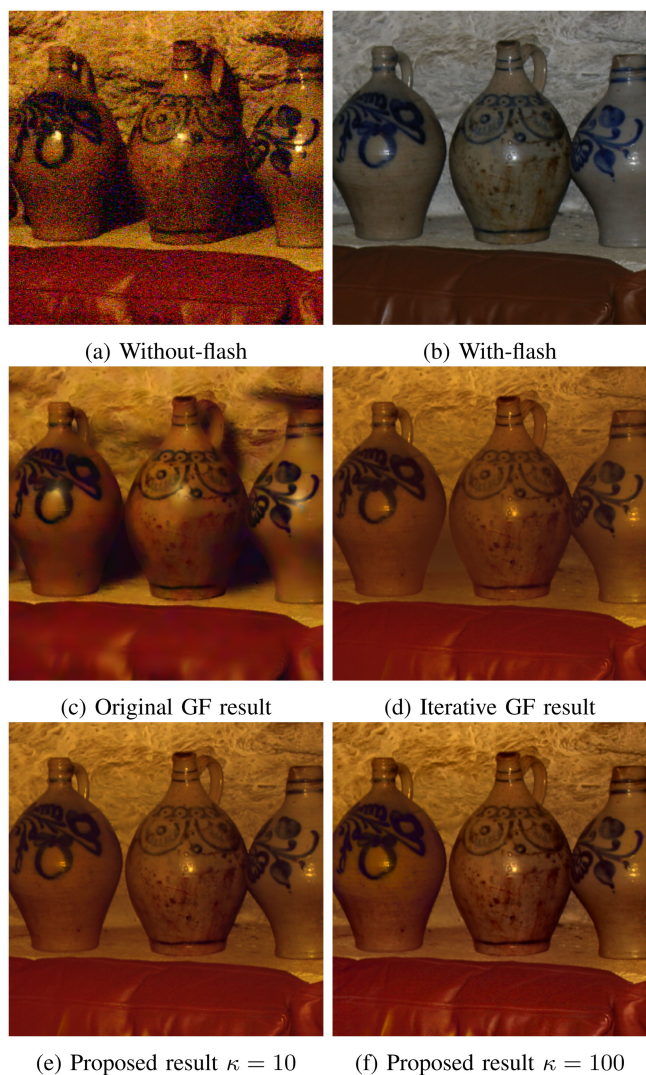 (a) Without-flash
(b) With-flash
(c) Original GF result
(d) Iterative GF result
(e) Proposed result κ = 10
(f) Proposed result κ = 100